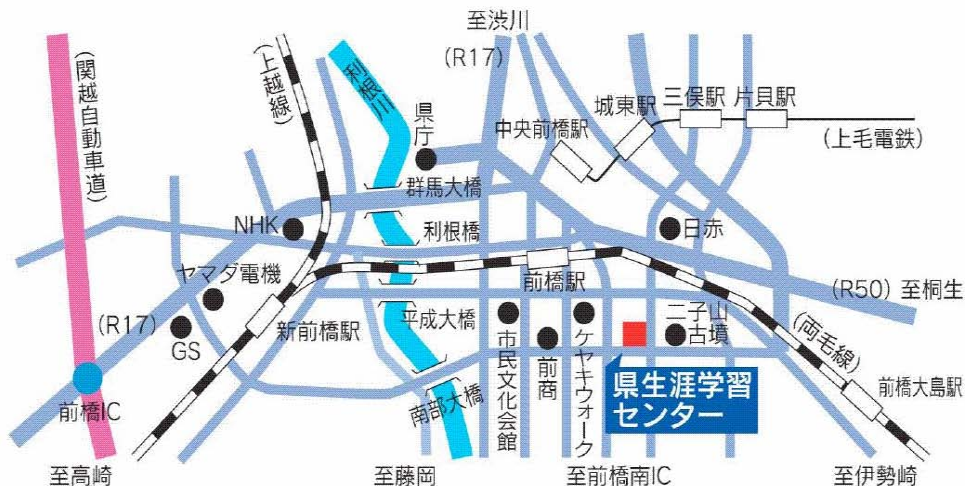 至渋川
(R17)
(関越自動車道)
(上越線)
利根川
県庁
中央前橋駅
城東駅
三俣駅
片貝駅
(上毛電鉄)
群馬大橋
NHK
利根橋
日赤
ヤマダ電機
前橋駅
(R50) 至桐生
(R17)
GS
新前橋駅
平成大橋
市民文化会館
前商
ケヤキウォーク
二子山
古墳
(両毛線)
県生涯学習
センター
前橋IC
南部大橋
前橋大島駅
至高崎
至藤岡
至前橋南IC
至伊勢崎